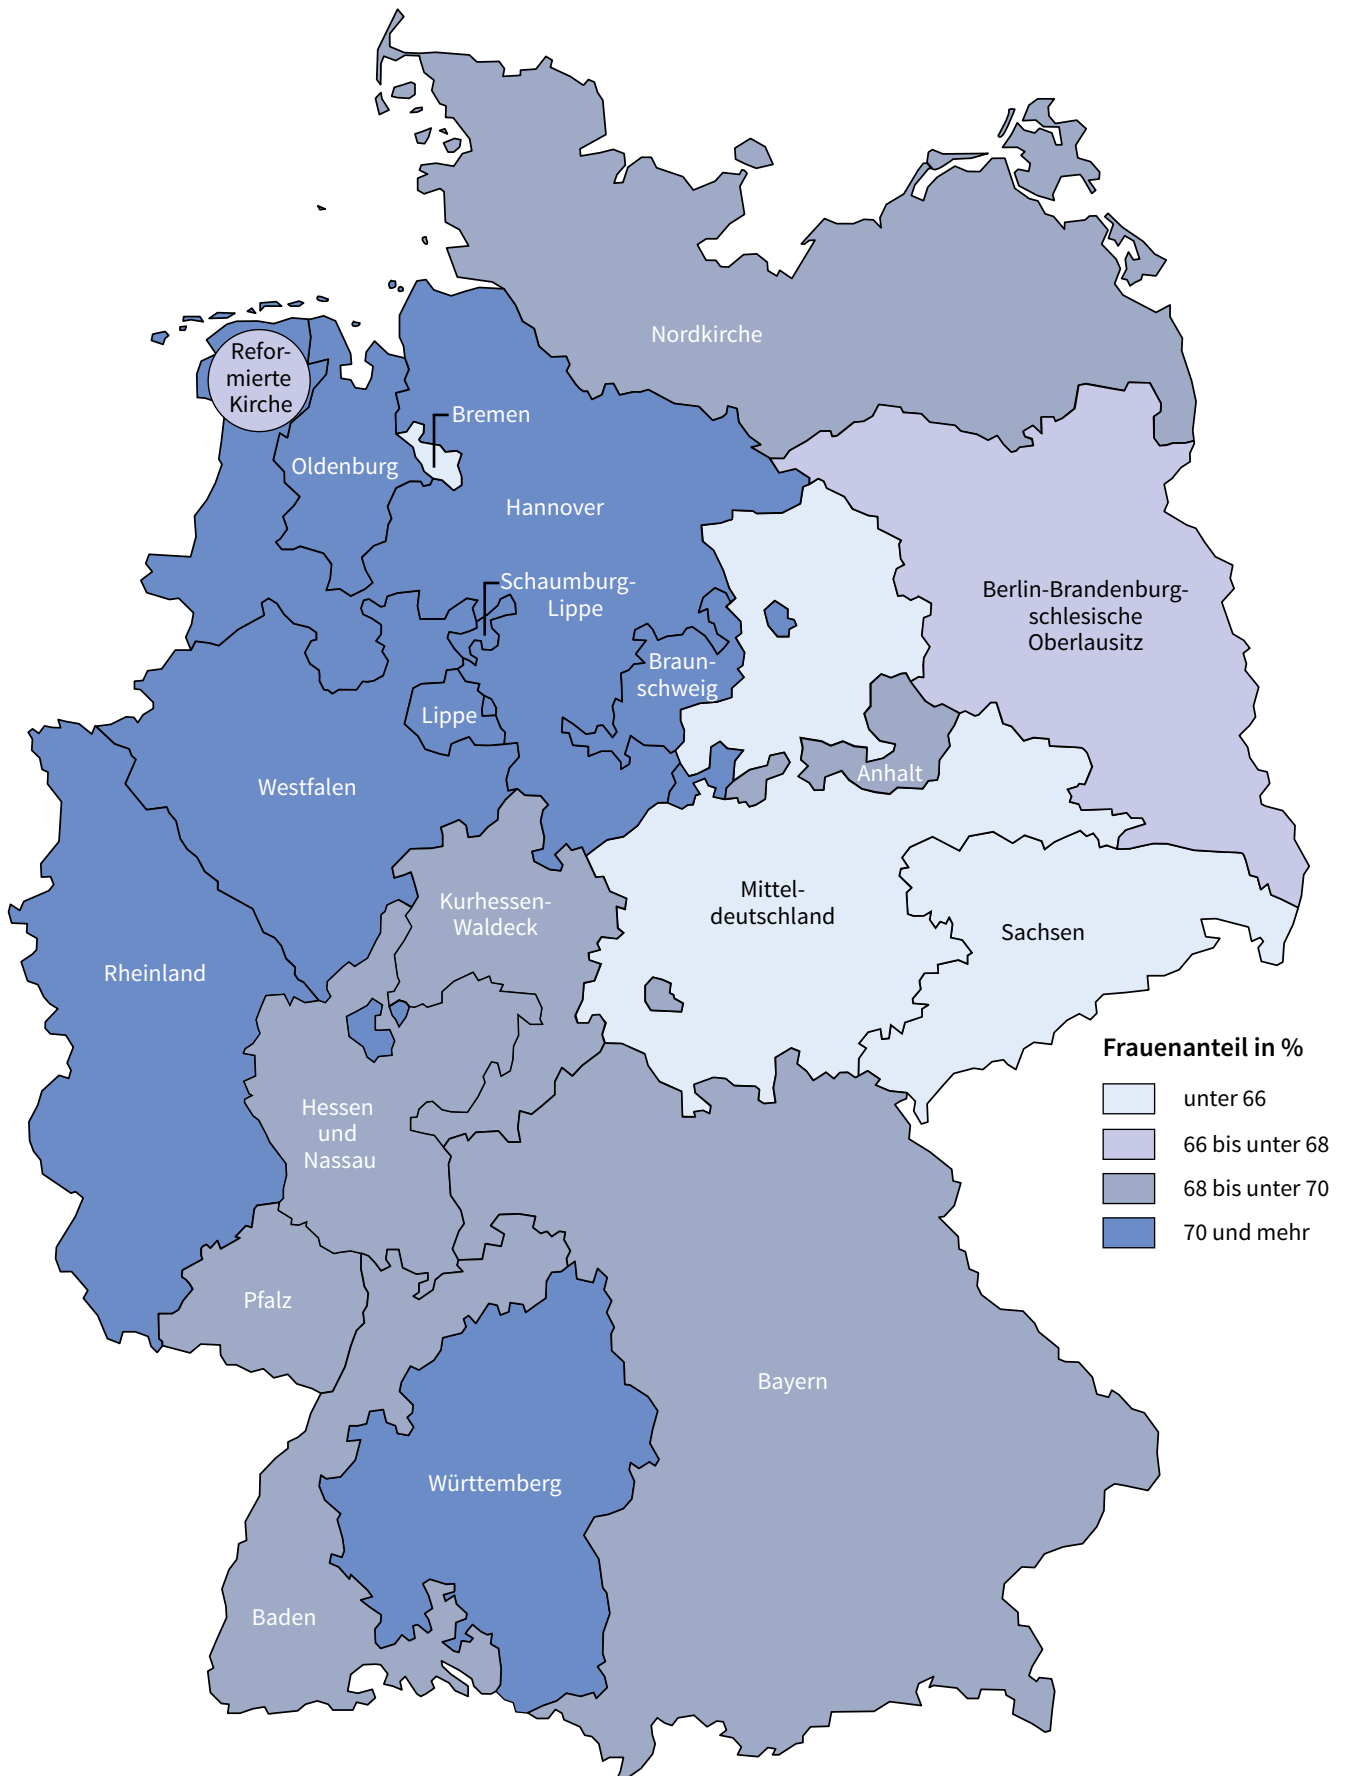 Nordkirche
Refor-
mierte
Kirche
Bremen
Oldenburg
Hannover
Schaumburg-
Lippe
Berlin-Brandenburg-
schlesische
Oberlausitz
Braun-
schweig
Lippe
Anhalt
Westfalen
Mittel-
deutschland
Kurhessen-
Waldeck
Sachsen
Rheinland
Frauenanteil in %
unter 66
66 bis unter 68
68 bis unter 70
70 und mehr
Hessen
und
Nassau
Pfalz
Bayern
Württemberg
Baden